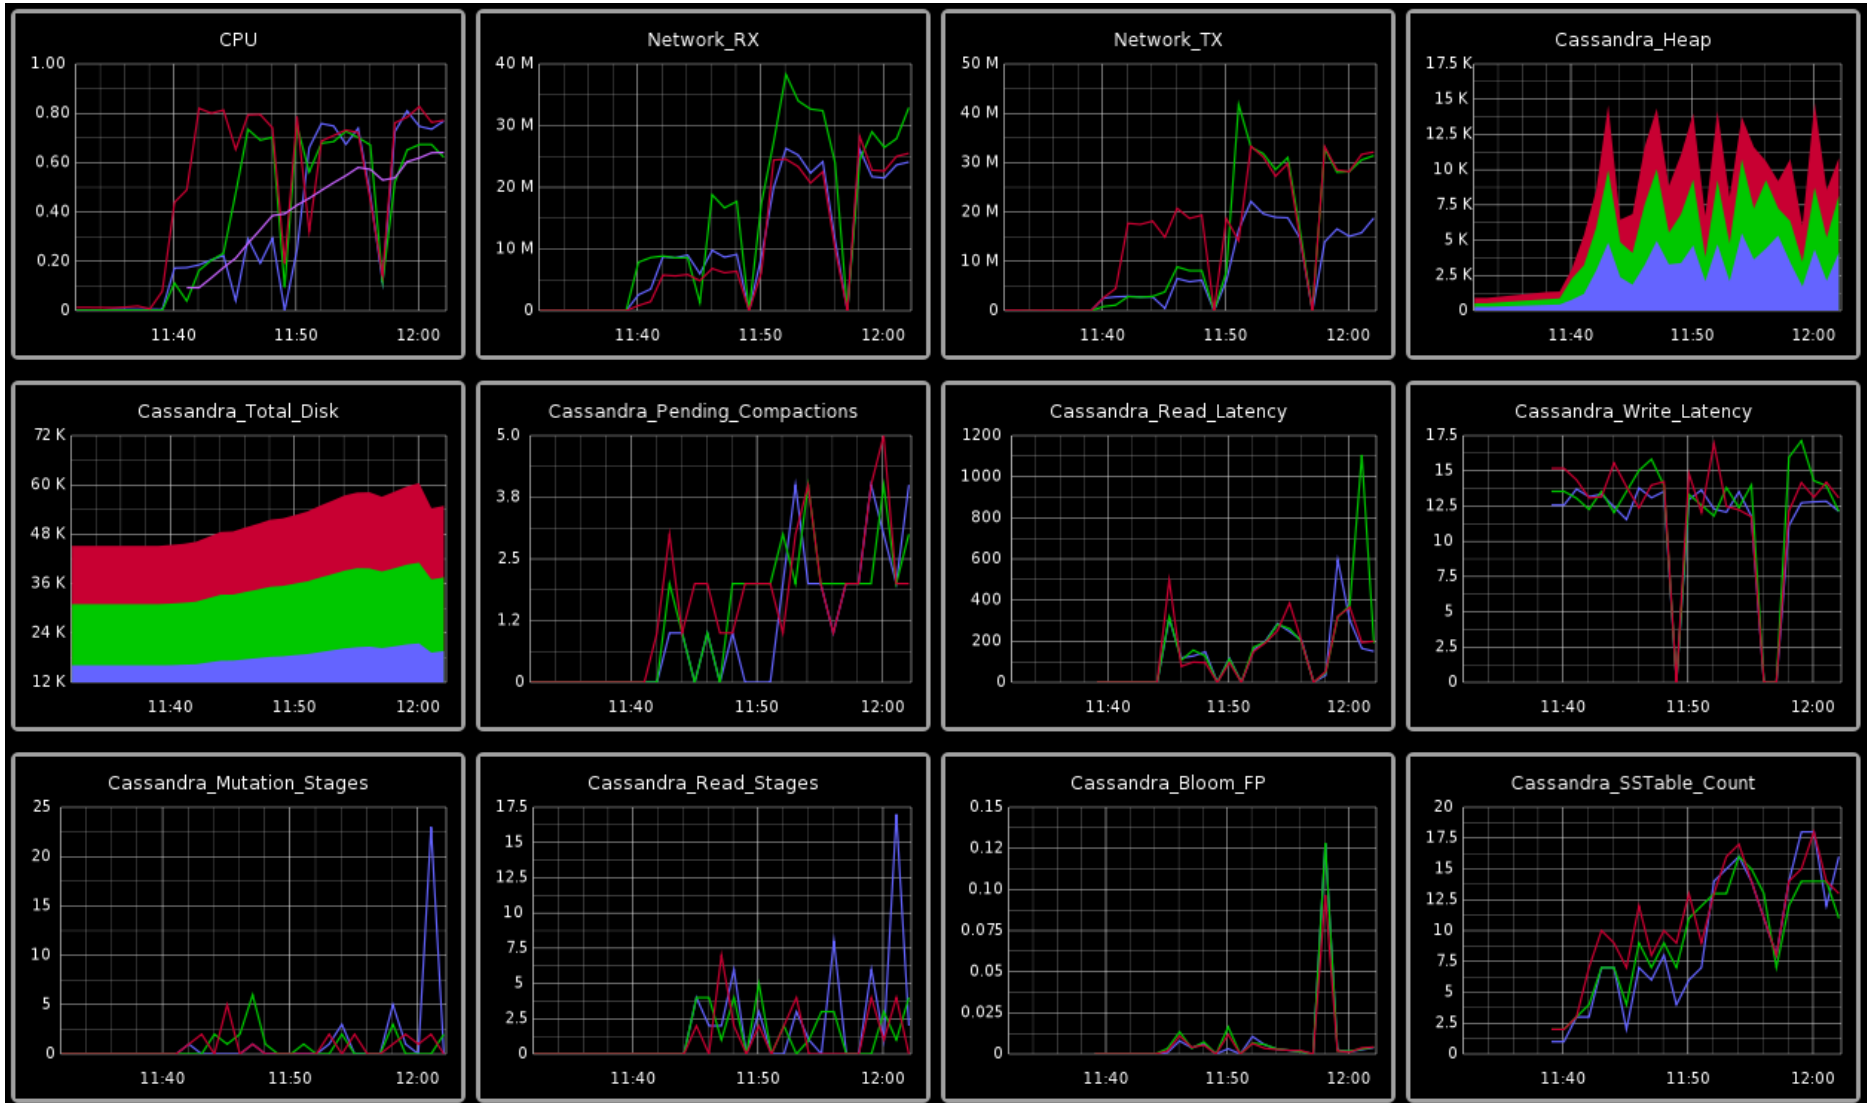 CPU
1.00
0.80
0.60
0.40
0.20
0
11:40 11:50 12:00
Network_RX
40 M
30 M
20 M
10 M
0
11:40 11:50 12:00
Network_TX
50 M
40 M
30 M
20 M
10 M
0
11:40 11:50 12:00
Cassandra_Heap
17.5 K
15 K
12.5 K
10 K
7.5 K
5 K
2.5 K
0
11:40 11:50 12:00
Cassandra_Total_Disk
72 K
60 K
48 K
36 K
24 K
12 K
11:40 11:50 12:00
Cassandra_Pending_Compactions
5.0
3.8
2.5
1.2
0
11:40 11:50 12:00
Cassandra_Read_Latency
1200
1000
800
600
400
200
0
11:40 11:50 12:00
Cassandra_Write_Latency
17.5
15
12.5
10
7.5
5
2.5
0
11:40 11:50 12:00
Cassandra_Mutation_Stages
25
20
15
10
5
0
11:40 11:50 12:00
Cassandra_Read_Stages
17.5
15
12.5
10
7.5
5
2.5
0
11:40 11:50 12:00
Cassandra_Bloom_FP
0.15
0.12
0.10
0.075
0.05
0.025
0
11:40 11:50 12:00
Cassandra_SSTable_Count
20
17.5
15
12.5
10
7.5
5
2.5
0
11:40 11:50 12:00